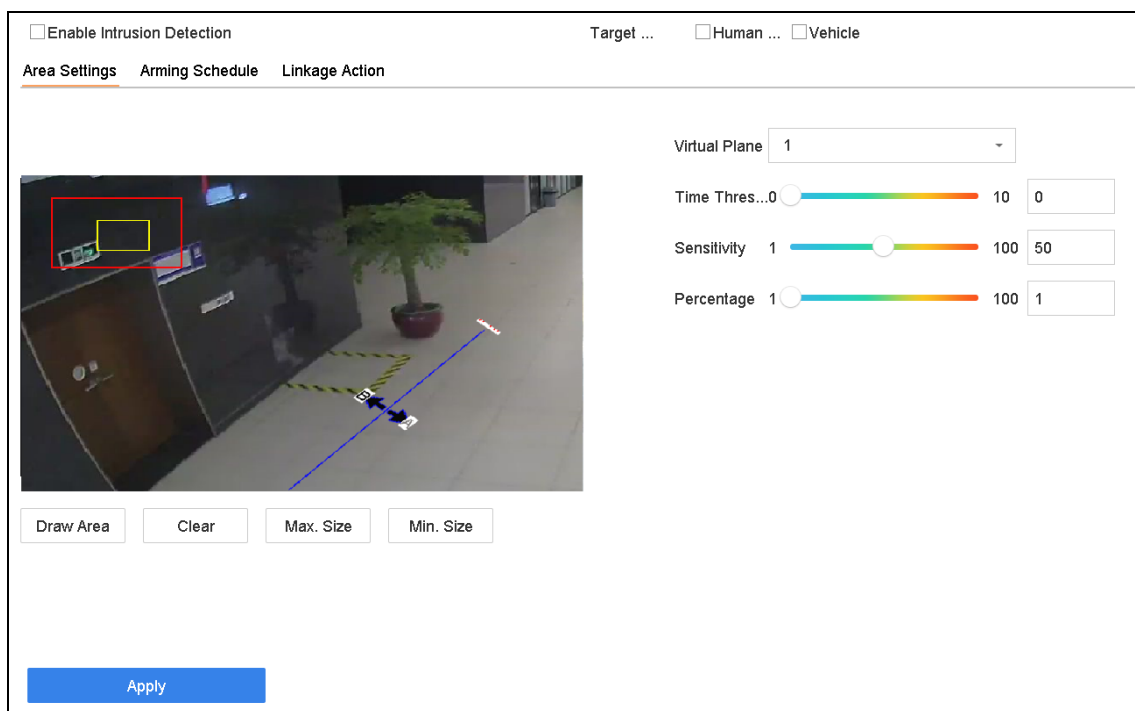 Enable Intrusion Detection Target ... Human ... Vehicle
Area Settings Arming Schedule Linkage Action
Virtual Plane 1
Time Thres...0 10 0
Sensitivity 1 100 50
Percentage 1 100 1
B
A
Draw Area Clear Max. Size Min. Size
Apply